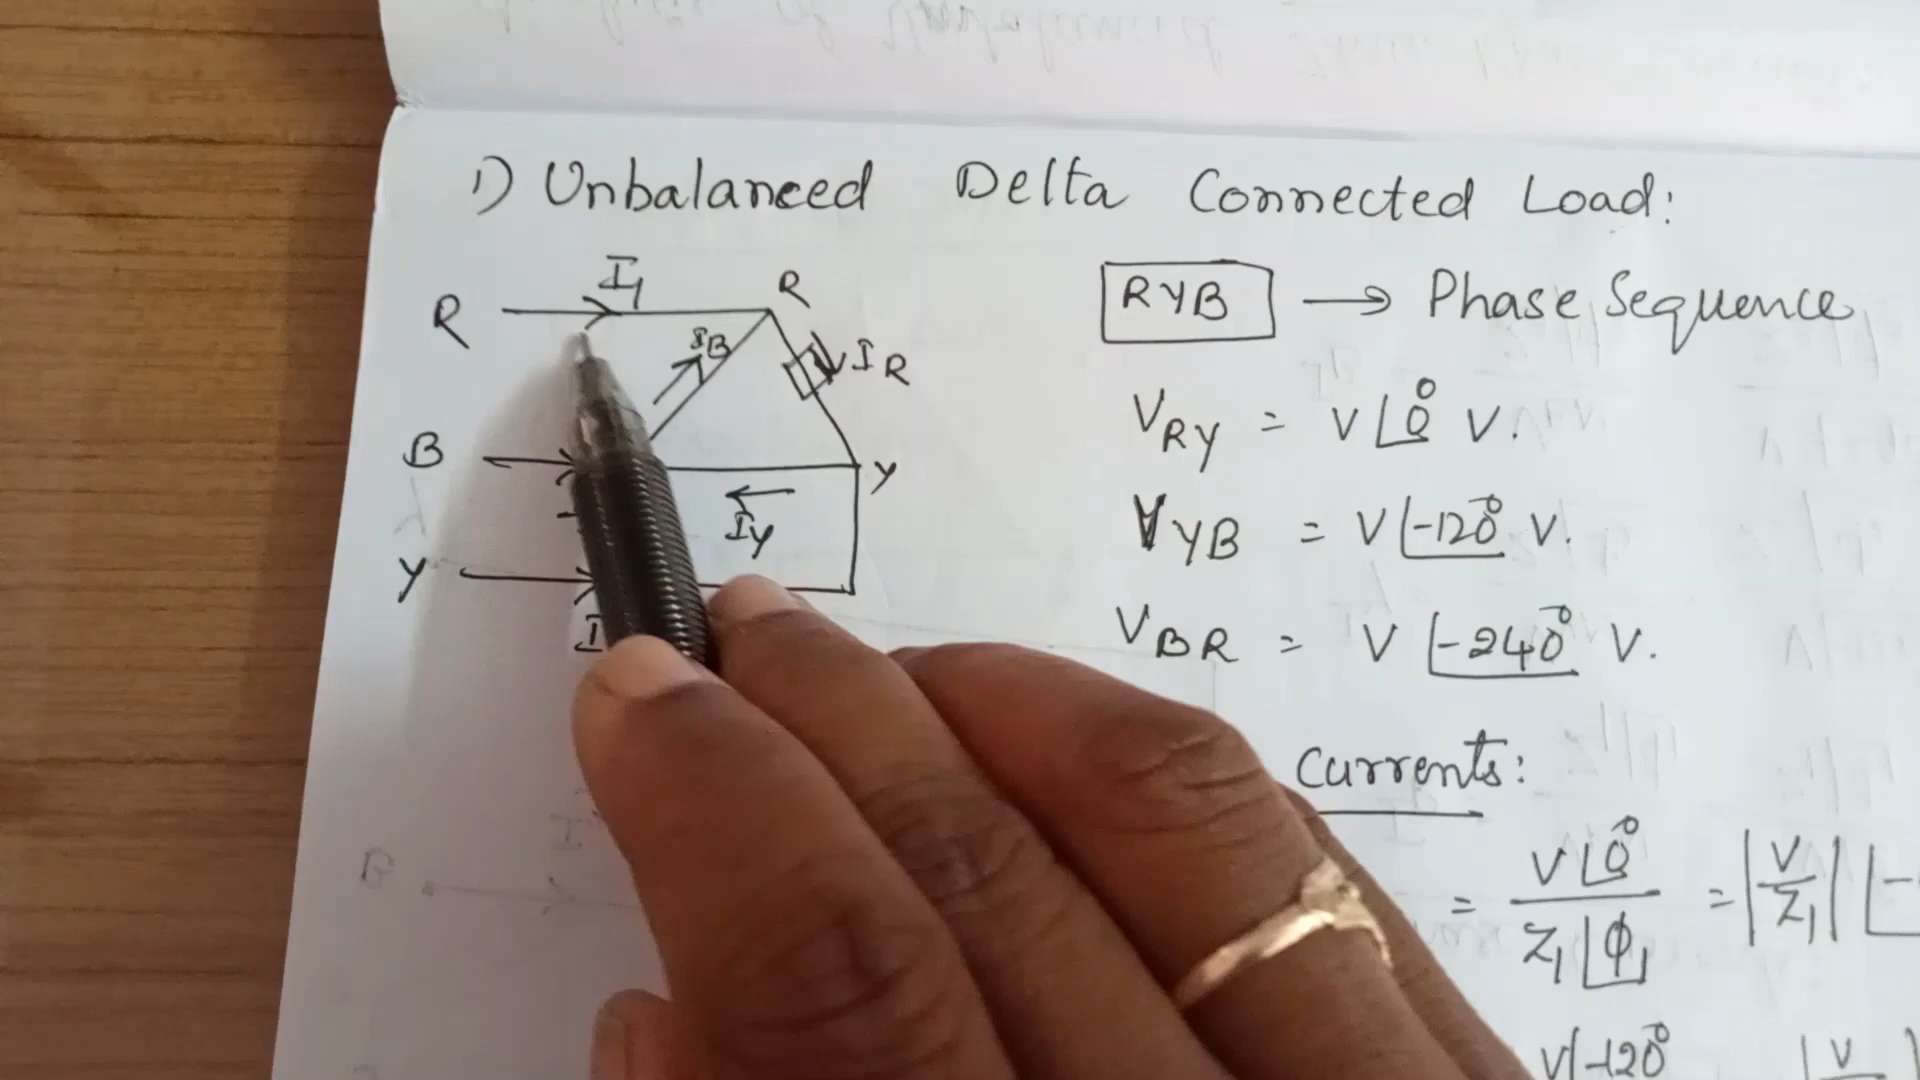 1) Unbalanced Delta Connected Load:
R I1 R
IB
IR
B
Y
IY
Y
I
RYB → Phase Sequence
VRY = V∠0° V.
VYB = V∠-120° V.
VBR = V∠-240° V.
Currents:
= V∠0° / Z1∠ϕ1 = |V/Z1| ∠-
V∠-120° |V